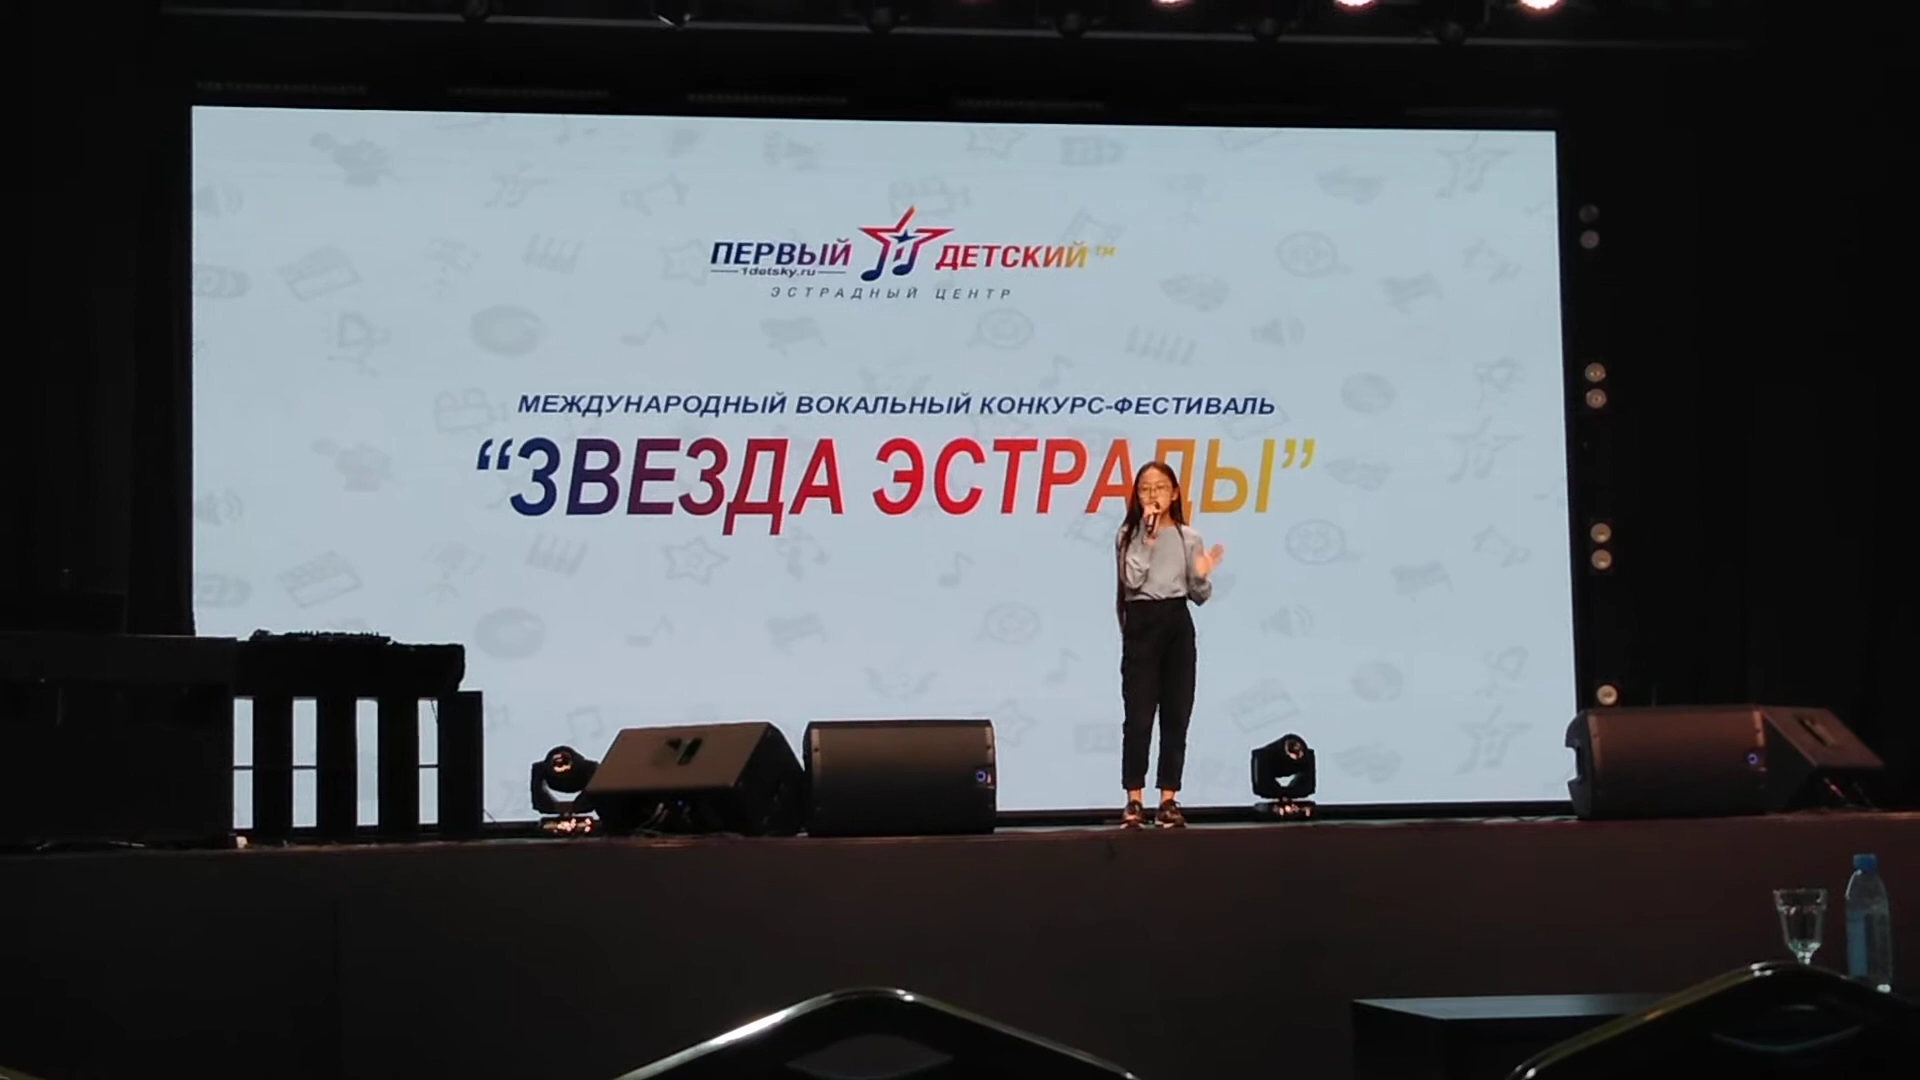 ПЕРВЫЙ ДЕТСКИЙ™
1detsky.ru
ЭСТРАДНЫЙ ЦЕНТР
МЕЖДУНАРОДНЫЙ ВОКАЛЬНЫЙ КОНКУРС-ФЕСТИВАЛЬ
“ЗВЕЗДА ЭСТРАДЫ”